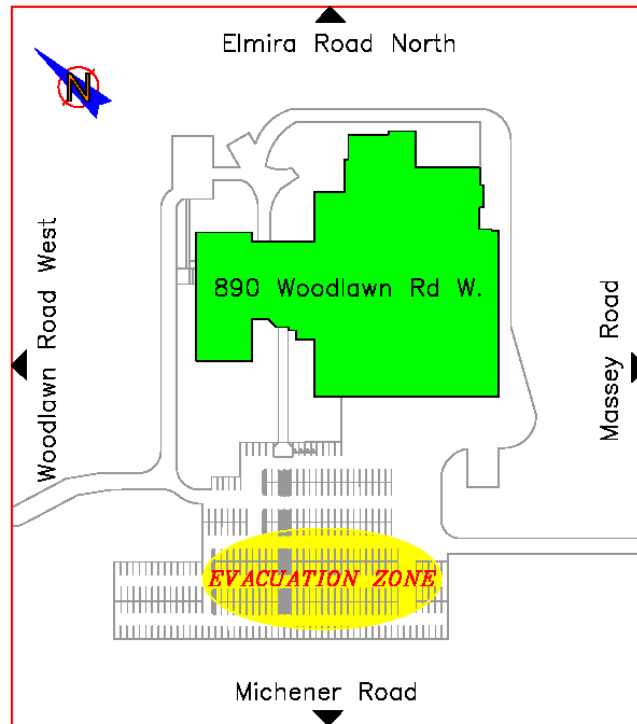 Elmira Road North
N
Woodlawn Road West
890 Woodlawn Rd W.
Massey Road
EVACUATION ZONE
Michener Road